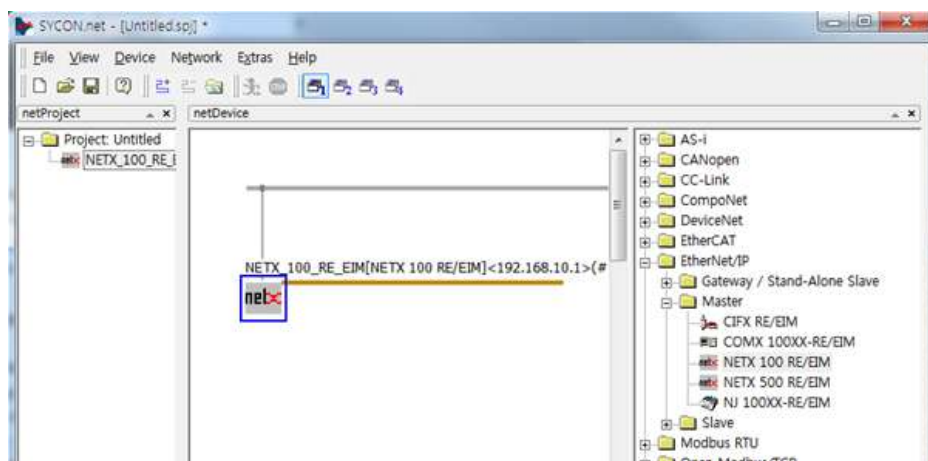 SYCON.net - [Untitled.spj] *
File View Device Network Extras Help
netProject
netDevice
Project: Untitled
NETX_100_RE_E
NETX_100_RE_EIM[NETX 100 RE/EIM]<192.168.10.1>(#
netx
AS-i
CANopen
CC-Link
CompoNet
DeviceNet
EtherCAT
EtherNet/IP
Gateway / Stand-Alone Slave
Master
CIFX RE/EIM
COMX 100XX-RE/EIM
NETX 100 RE/EIM
NETX 500 RE/EIM
NJ 100XX-RE/EIM
Slave
Modbus RTU
Open Modbus/TCP